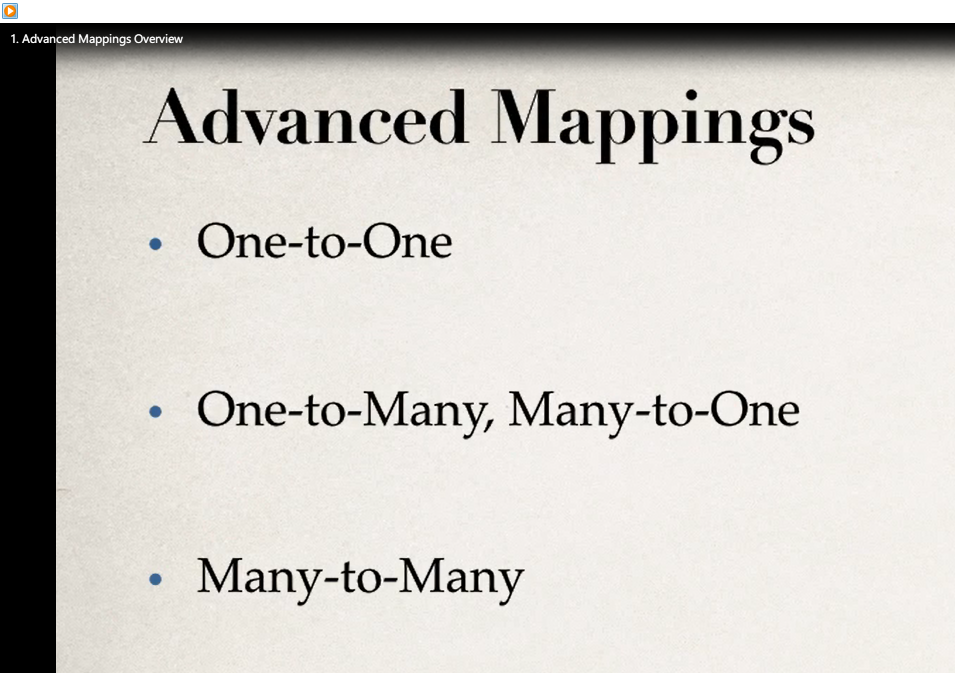 1. Advanced Mappings Overview
Advanced Mappings
• One-to-One
• One-to-Many, Many-to-One
• Many-to-Many